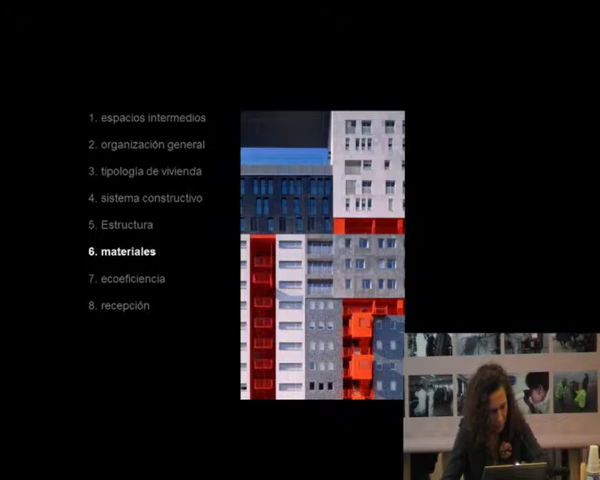 1. espacios intermedios
2. organización general
3. tipología de vivienda
4. sistema constructivo
5. Estructura
6. materiales
7. ecoeficiencia
8. recepción